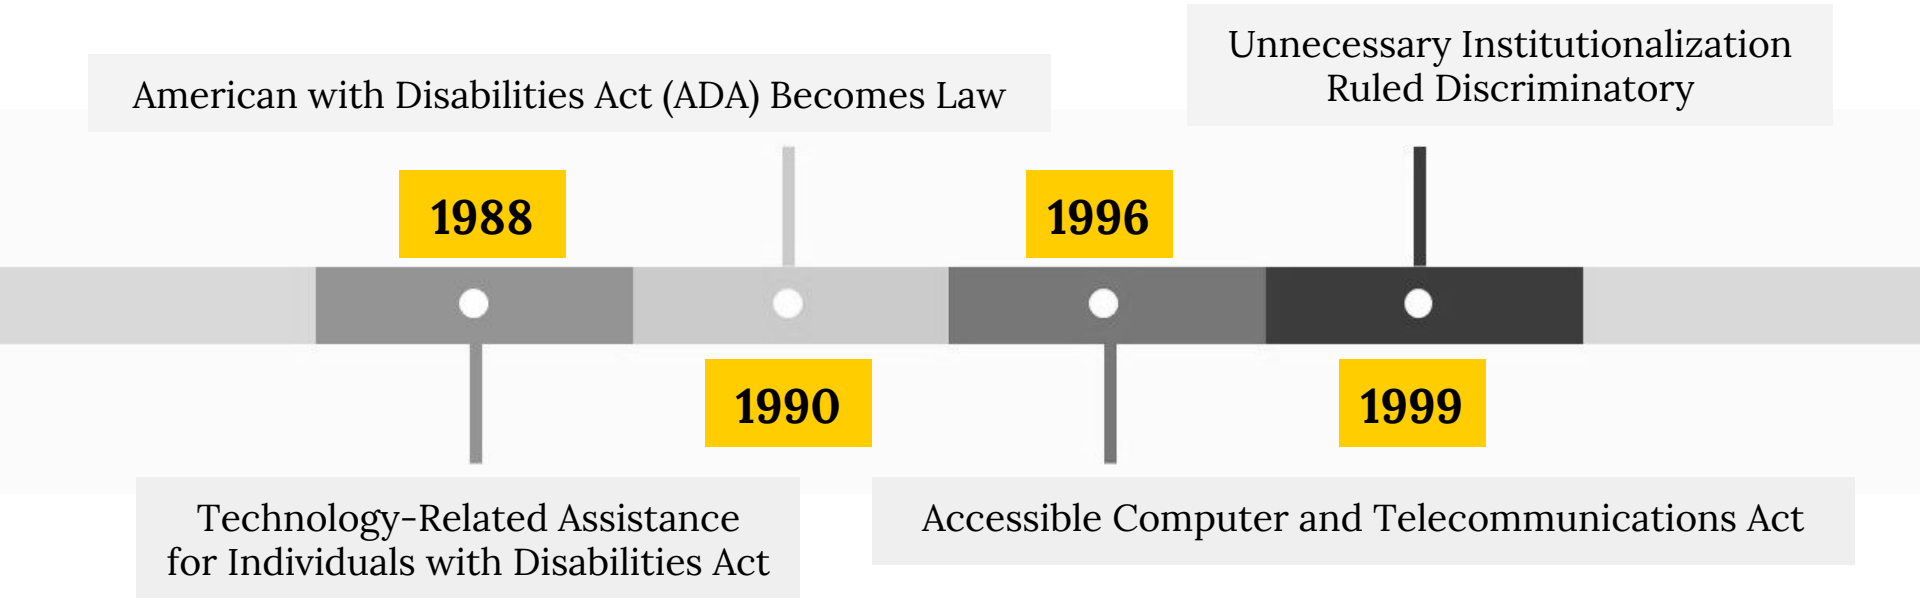 Unnecessary Institutionalization
Ruled Discriminatory
American with Disabilities Act (ADA) Becomes Law
1988
1996
1990
1999
Technology-Related Assistance
for Individuals with Disabilities Act
Accessible Computer and Telecommunications Act